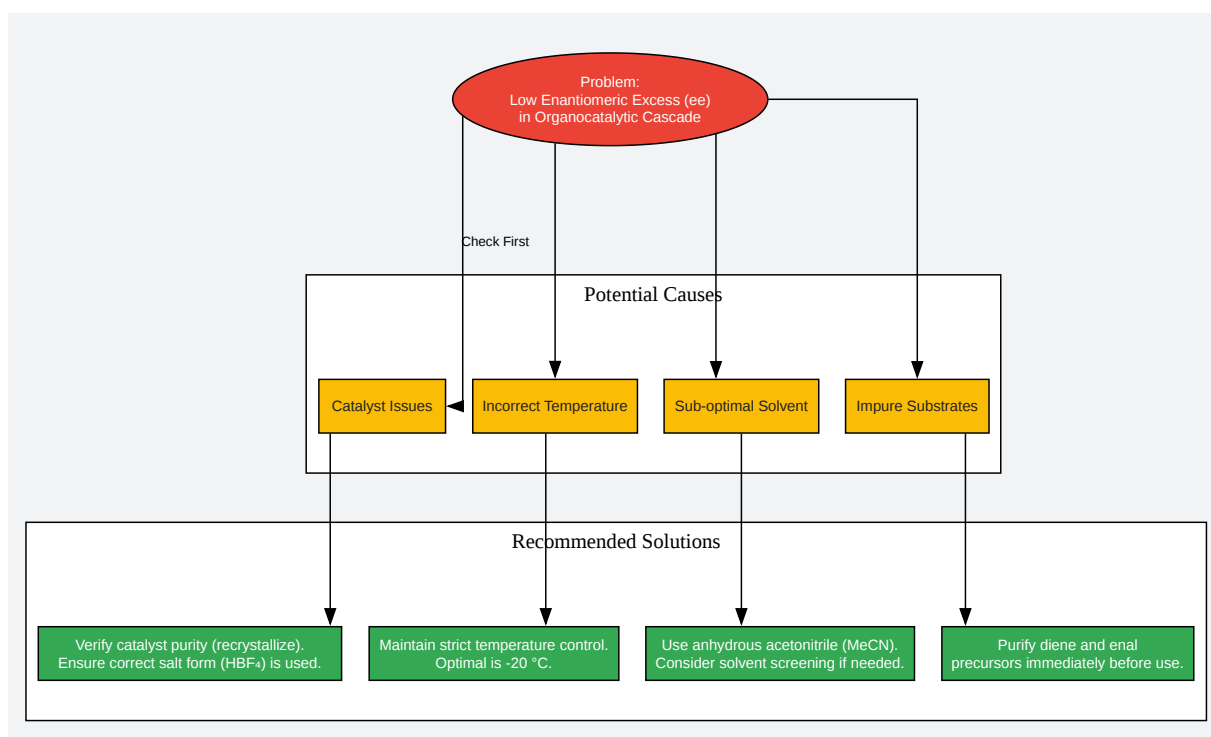 Problem:
Low Enantiomeric Excess (ee)
in Organocatalytic Cascade
Check First
Potential Causes
Catalyst Issues
Incorrect Temperature
Sub-optimal Solvent
Impure Substrates
Recommended Solutions
Verify catalyst purity (recrystallize).
Ensure correct salt form (HBF₄) is used.
Maintain strict temperature control.
Optimal is -20 °C.
Use anhydrous acetonitrile (MeCN).
Consider solvent screening if needed.
Purify diene and enal
precursors immediately before use.